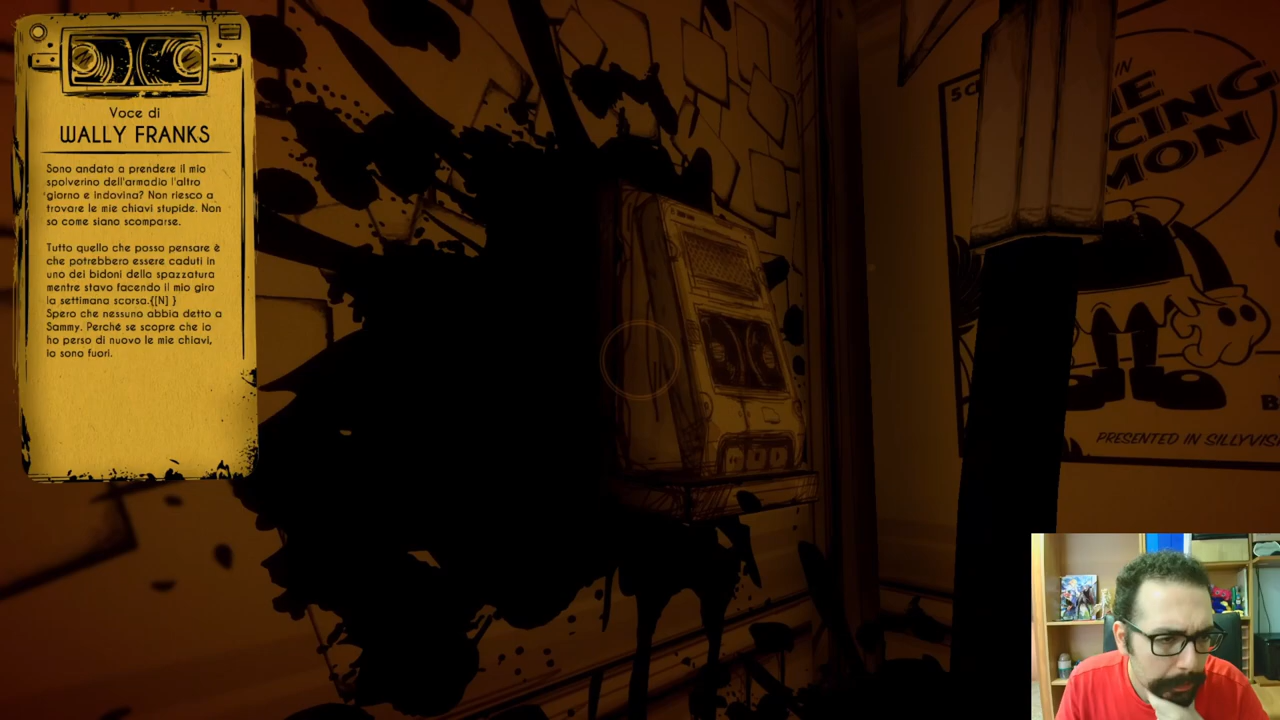 Voce di
WALLY FRANKS
Sono andato a prendere il mio
spolverino dell'armadio l'altro
giorno e indovina? Non riesco a
trovare le mie chiavi stupide. Non
so come siano scomparse.
Tutto quello che posso pensare è
che potrebbero essere caduti in
uno dei bidoni della spazzatura
mentre stavo facendo il mio giro
la settimana scorsa.{[N] }
Spero che nessuno abbia detto a
Sammy. Perché se scopre che io
ho perso di nuovo le mie chiavi,
io sono fuori.
IN
PRESENTED IN